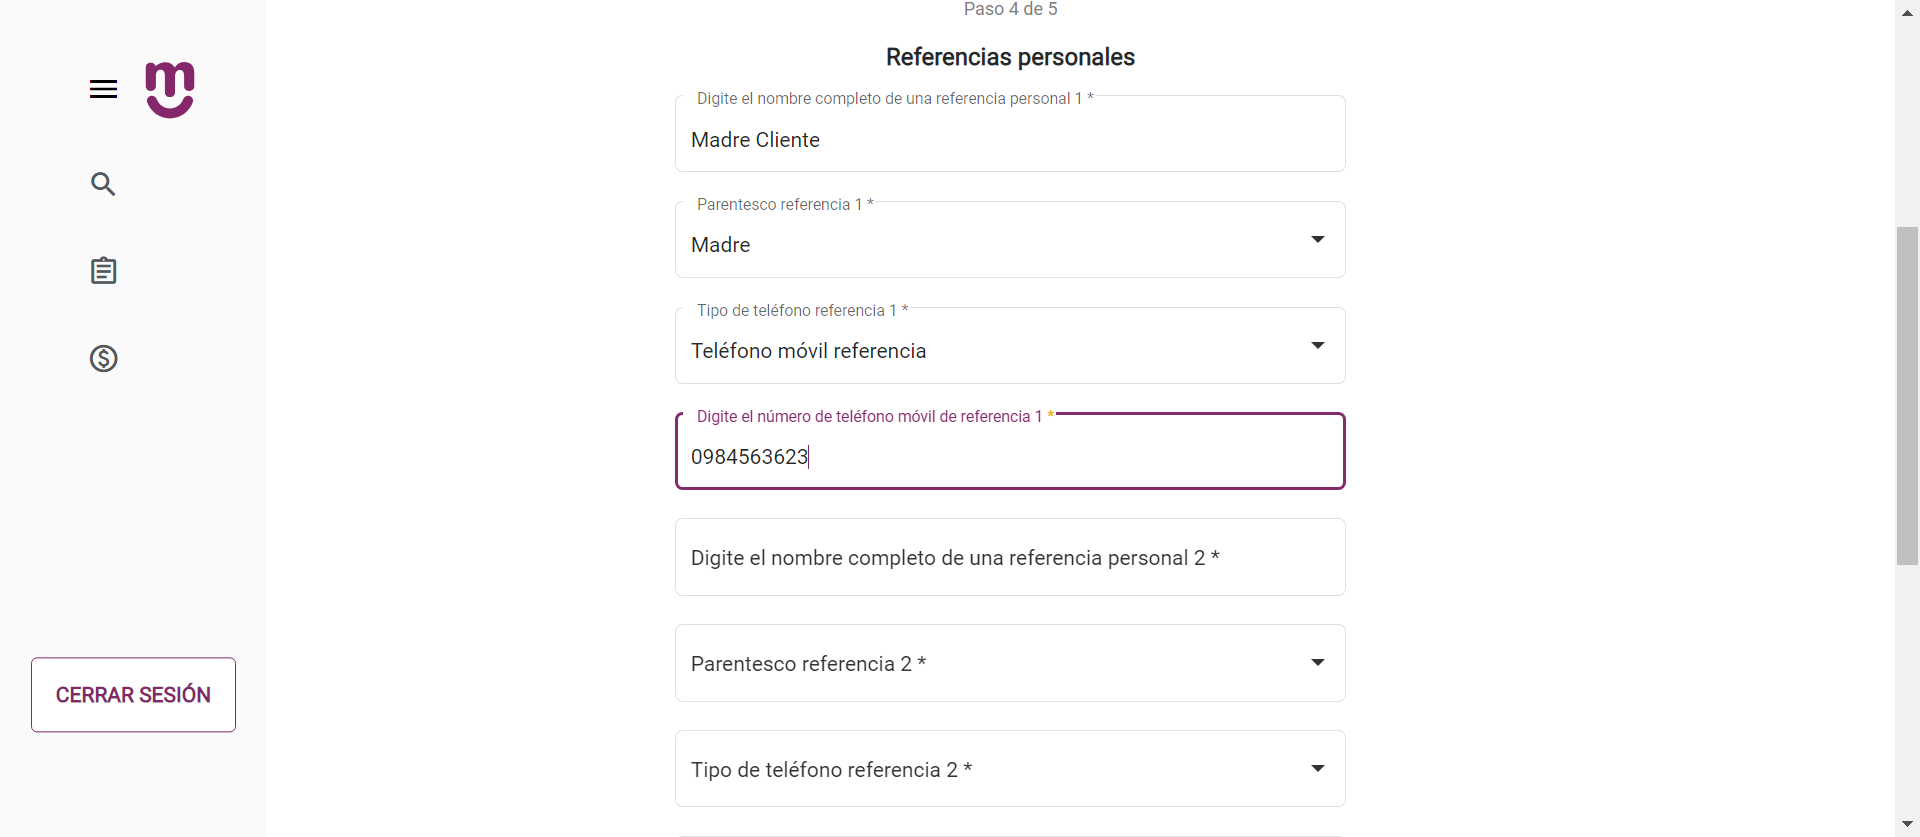 Paso 4 de 5
Referencias personales
Digite el nombre completo de una referencia personal 1 *
Madre Cliente
Parentesco referencia 1 *
Madre
Tipo de teléfono referencia 1 *
Teléfono móvil referencia
Digite el número de teléfono móvil de referencia 1 *
0984563623
Digite el nombre completo de una referencia personal 2 *
Parentesco referencia 2 *
Tipo de teléfono referencia 2 *
CERRAR SESIÓN